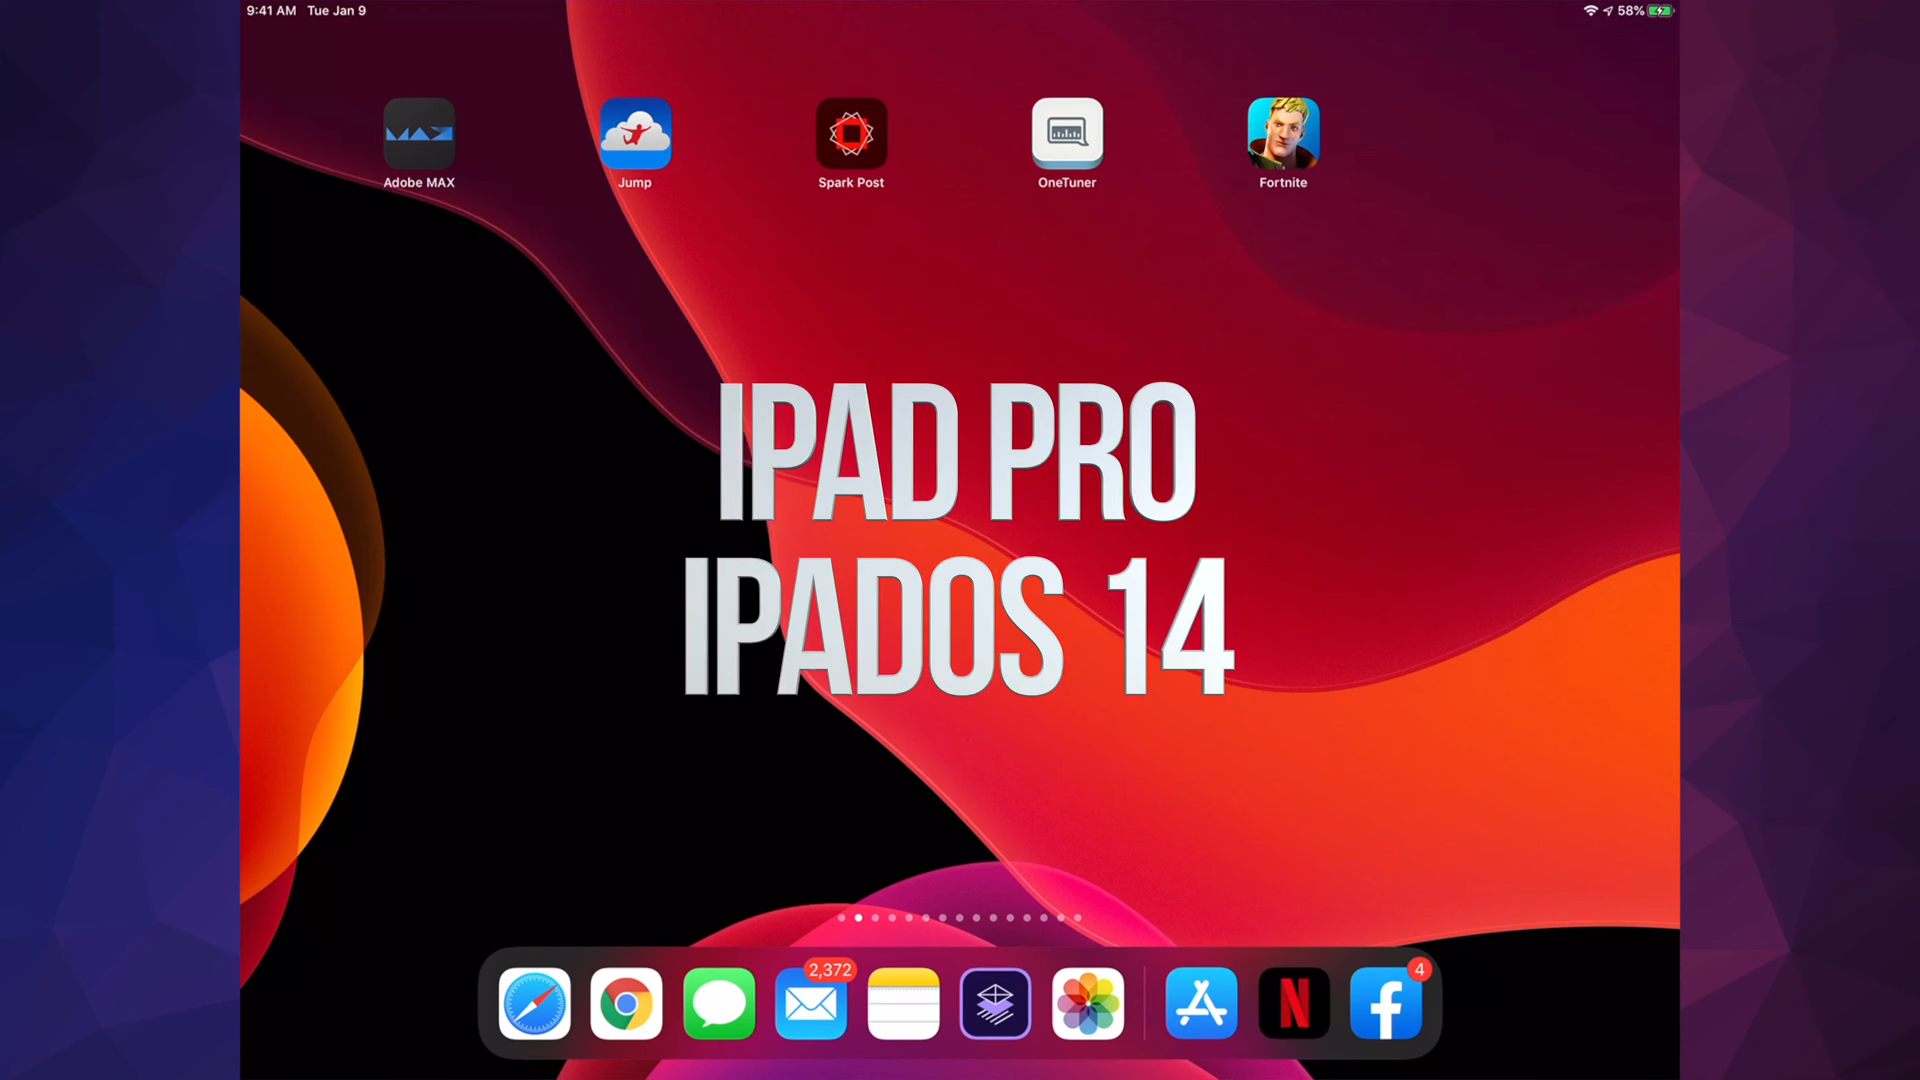 9:41 AM Tue Jan 9
58%
Adobe MAX
Jump
Spark Post
OneTuner
Fortnite
IPAD PRO
IPADOS 14
2,372
4
N